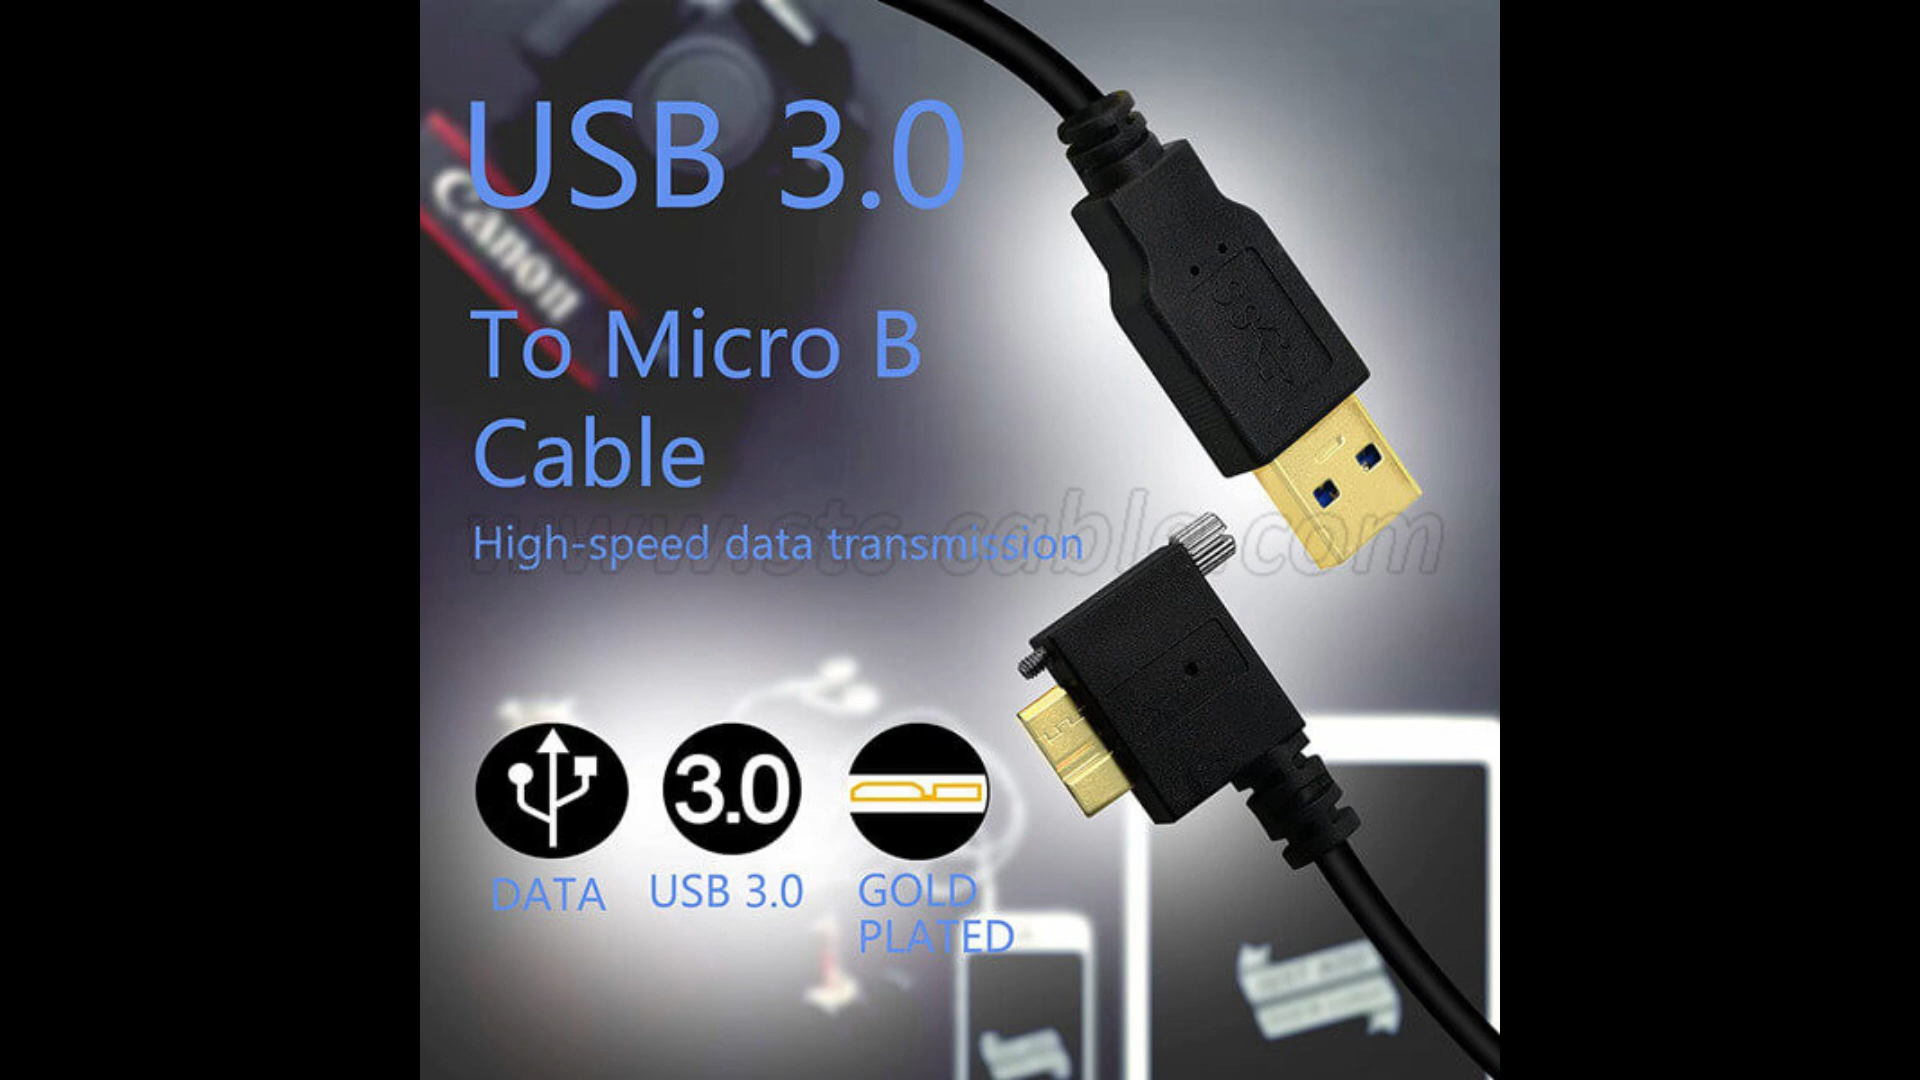 USB 3.0
Canon
To Micro B
Cable
www.sts-cable.com
High-speed data transmission
3.0
DATA
USB 3.0
GOLD
PLATED